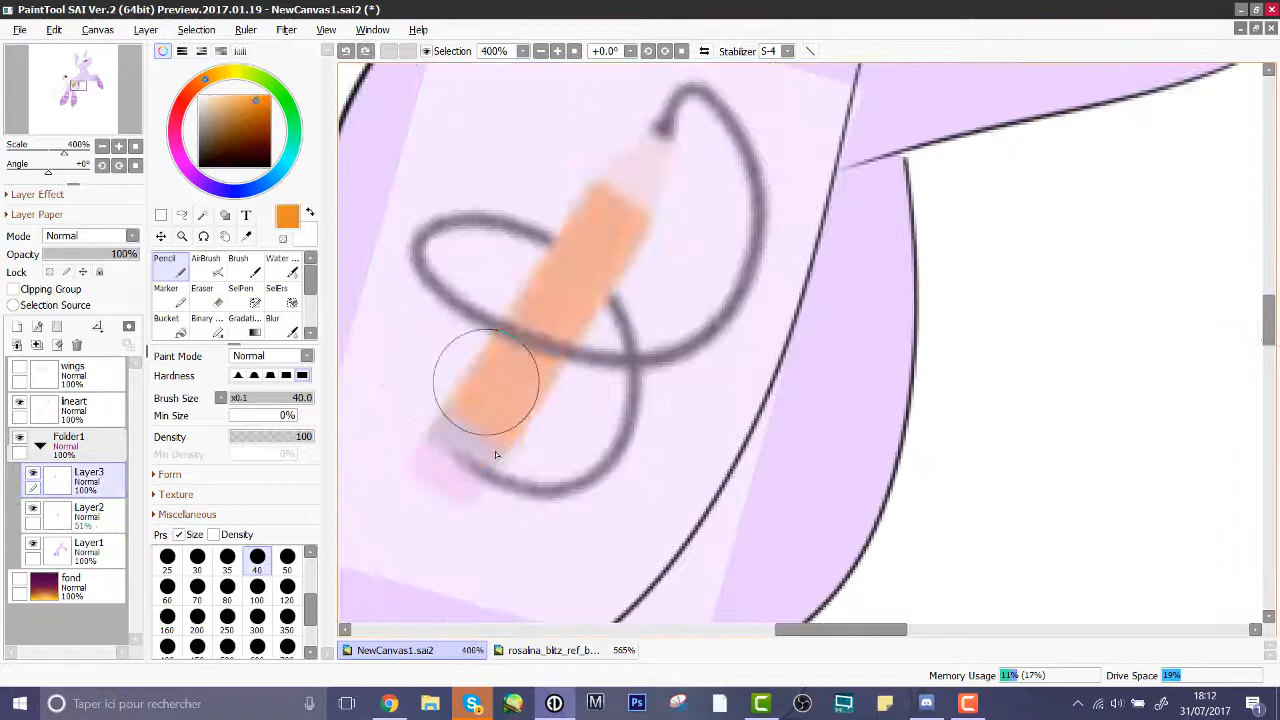 PaintTool SAI Ver.2 (64bit) Preview.2017.01.19 - NewCanvas1.sai2 (*)
File Edit Canvas Layer Selection Ruler Filter View Window Help
Selection 400% +0.0° Stabilizer S-4
Scale 400%
Angle +0°
Layer Effect
Layer Paper
Mode Normal
Opacity 100%
Lock
Clipping Group
Selection Source
wings
Normal
100%
lineart
Normal
100%
Folder1
Normal
100%
Layer3
Normal
100%
Layer2
Normal
51%
Layer1
Normal
100%
fond
Normal
100%
T
Pencil AirBrush Brush Water ...
Marker Eraser SelPen SelErs
Bucket Binary ... Gradati... Blur
Paint Mode Normal
Hardness
Brush Size x0.1 40.0
Min Size 0%
Density 100
Min Density 0%
Form
Texture
Miscellaneous
Prs Size Density
25 30 35 40 50
60 70 80 100 120
160 200 250 300 350
NewCanvas1.sai2 400% rosalna_bltz_ref_b... 565%
Memory Usage 11% (17%) Drive Space 19%
Taper ici pour rechercher
18:12
31/07/2017